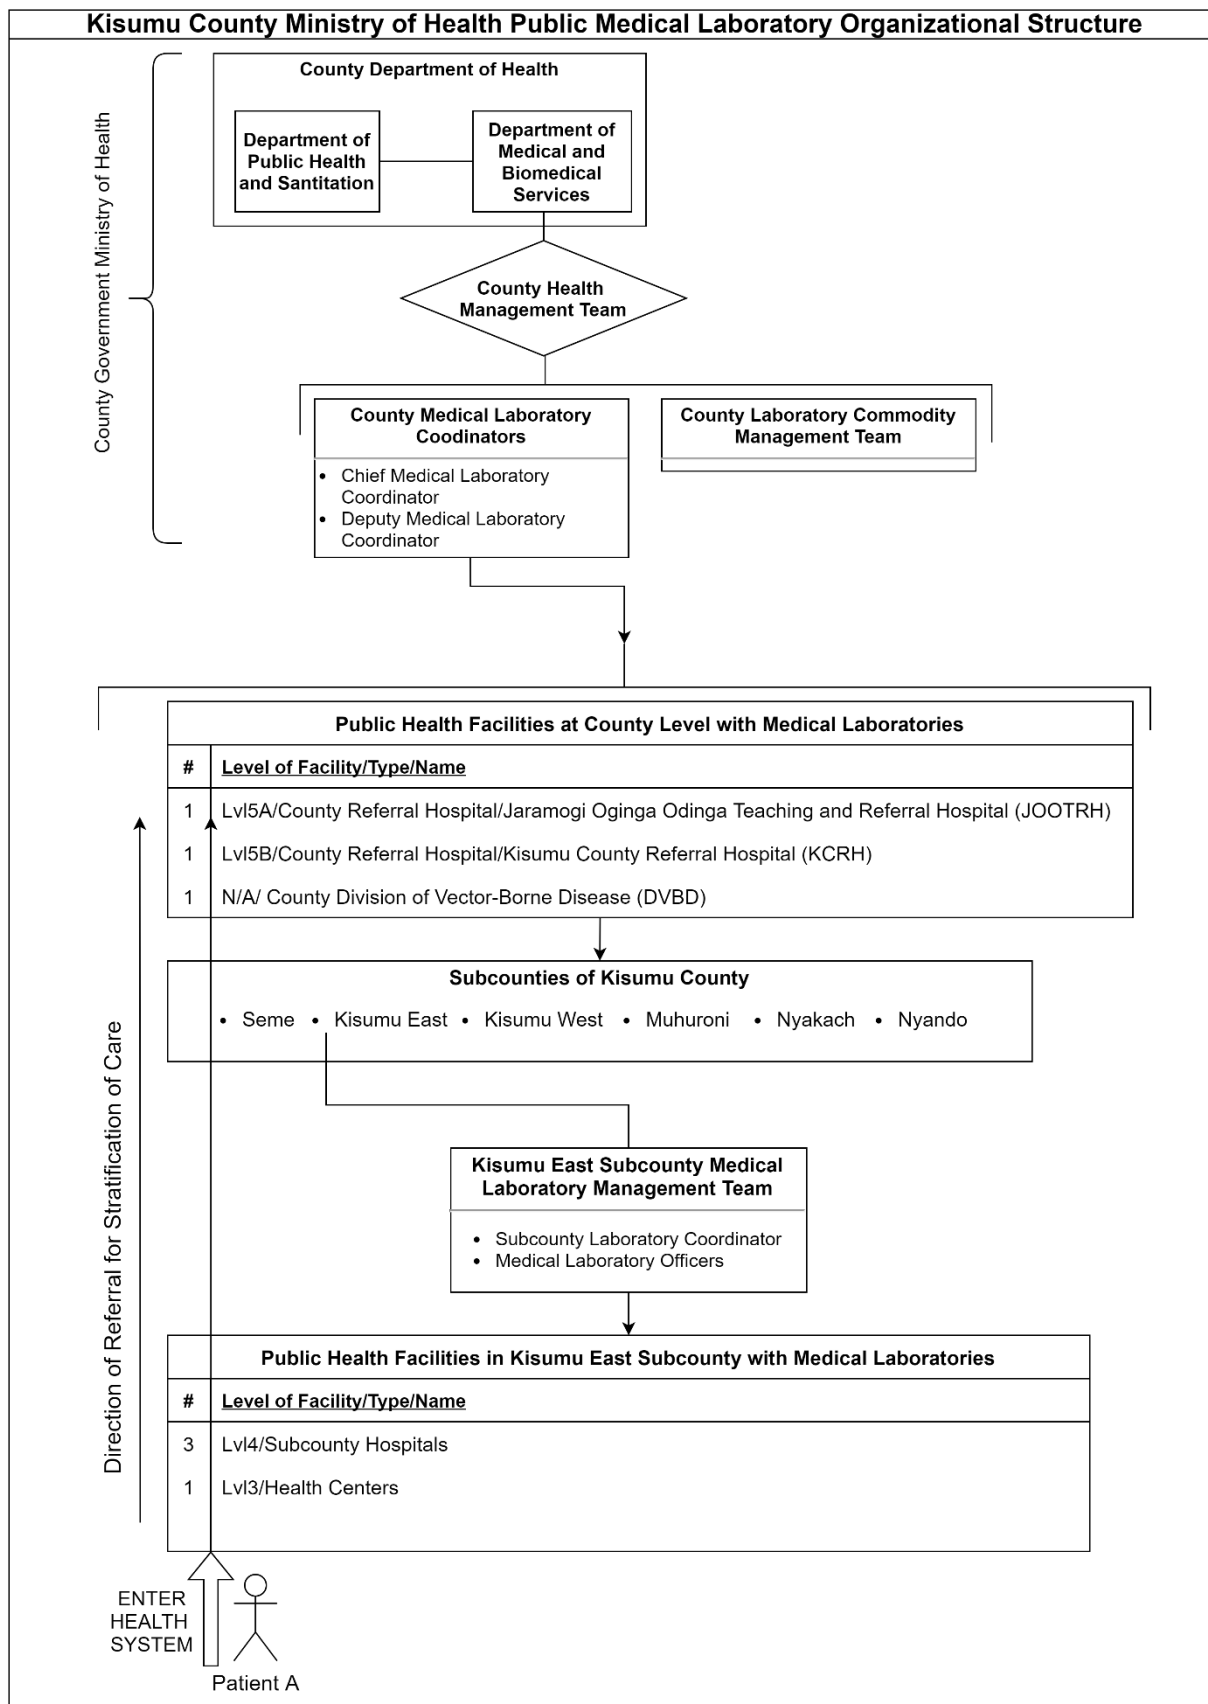 Kisumu County Ministry of Health Public Medical Laboratory Organizational Structure
County Government Ministry of Health
County Department of Health
Department of
Public Health
and Santitation
Department of
Medical and
Biomedical
Services
County Health
Management Team
County Medical Laboratory
Coodinators
• Chief Medical Laboratory
Coordinator
• Deputy Medical Laboratory
Coordinator
County Laboratory Commodity
Management Team
Direction of Referral for Stratification of Care
Public Health Facilities at County Level with Medical Laboratories
# Level of Facility/Type/Name
1 Lvl5A/County Referral Hospital/Jaramogi Oginga Odinga Teaching and Referral Hospital (JOOTRH)
1 Lvl5B/County Referral Hospital/Kisumu County Referral Hospital (KCRH)
1 N/A/ County Division of Vector-Borne Disease (DVBD)
Subcounties of Kisumu County
• Seme • Kisumu East • Kisumu West • Muhuroni • Nyakach • Nyando
Kisumu East Subcounty Medical
Laboratory Management Team
• Subcounty Laboratory Coordinator
• Medical Laboratory Officers
Public Health Facilities in Kisumu East Subcounty with Medical Laboratories
# Level of Facility/Type/Name
3 Lvl4/Subcounty Hospitals
1 Lvl3/Health Centers
ENTER
HEALTH
SYSTEM
Patient A